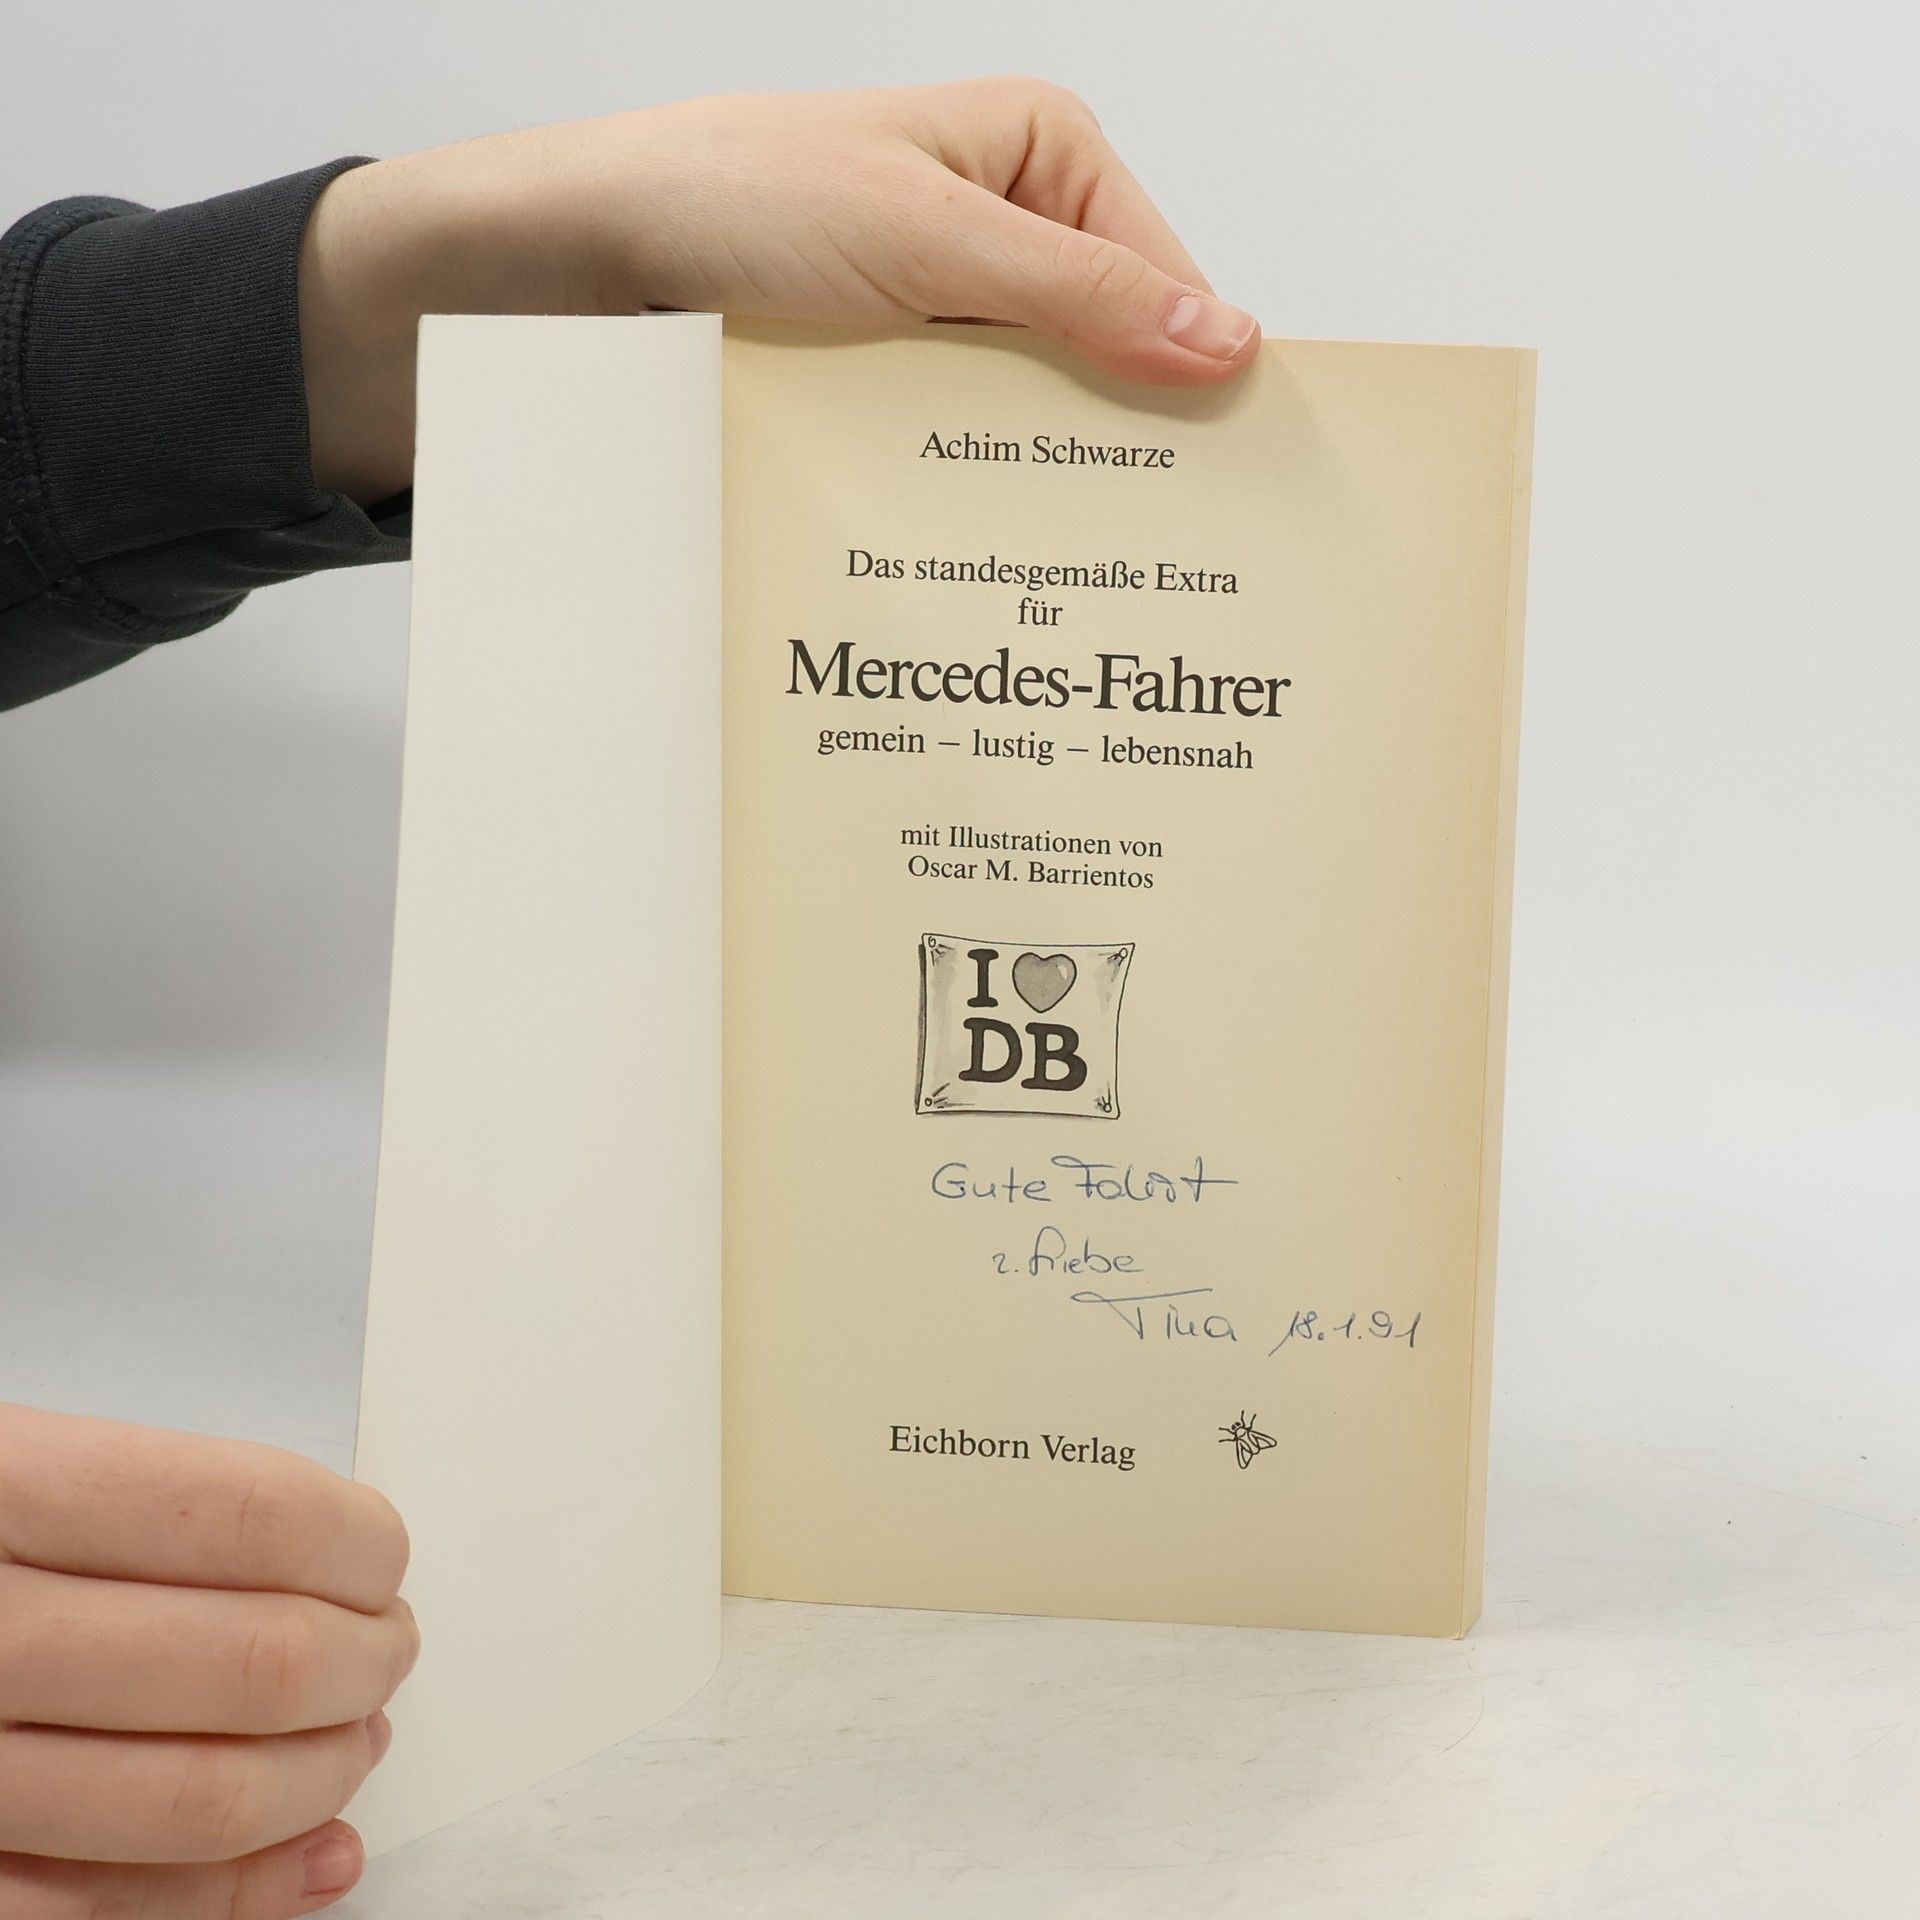 Achim Schwarze
Das standesgemäße Extra
für
Mercedes-Fahrer
gemein – lustig – lebensnah
mit Illustrationen von
Oscar M. Barrientos
I ♥
DB
Gute Fahrt
Tina 18.1.91
Eichborn Verlag